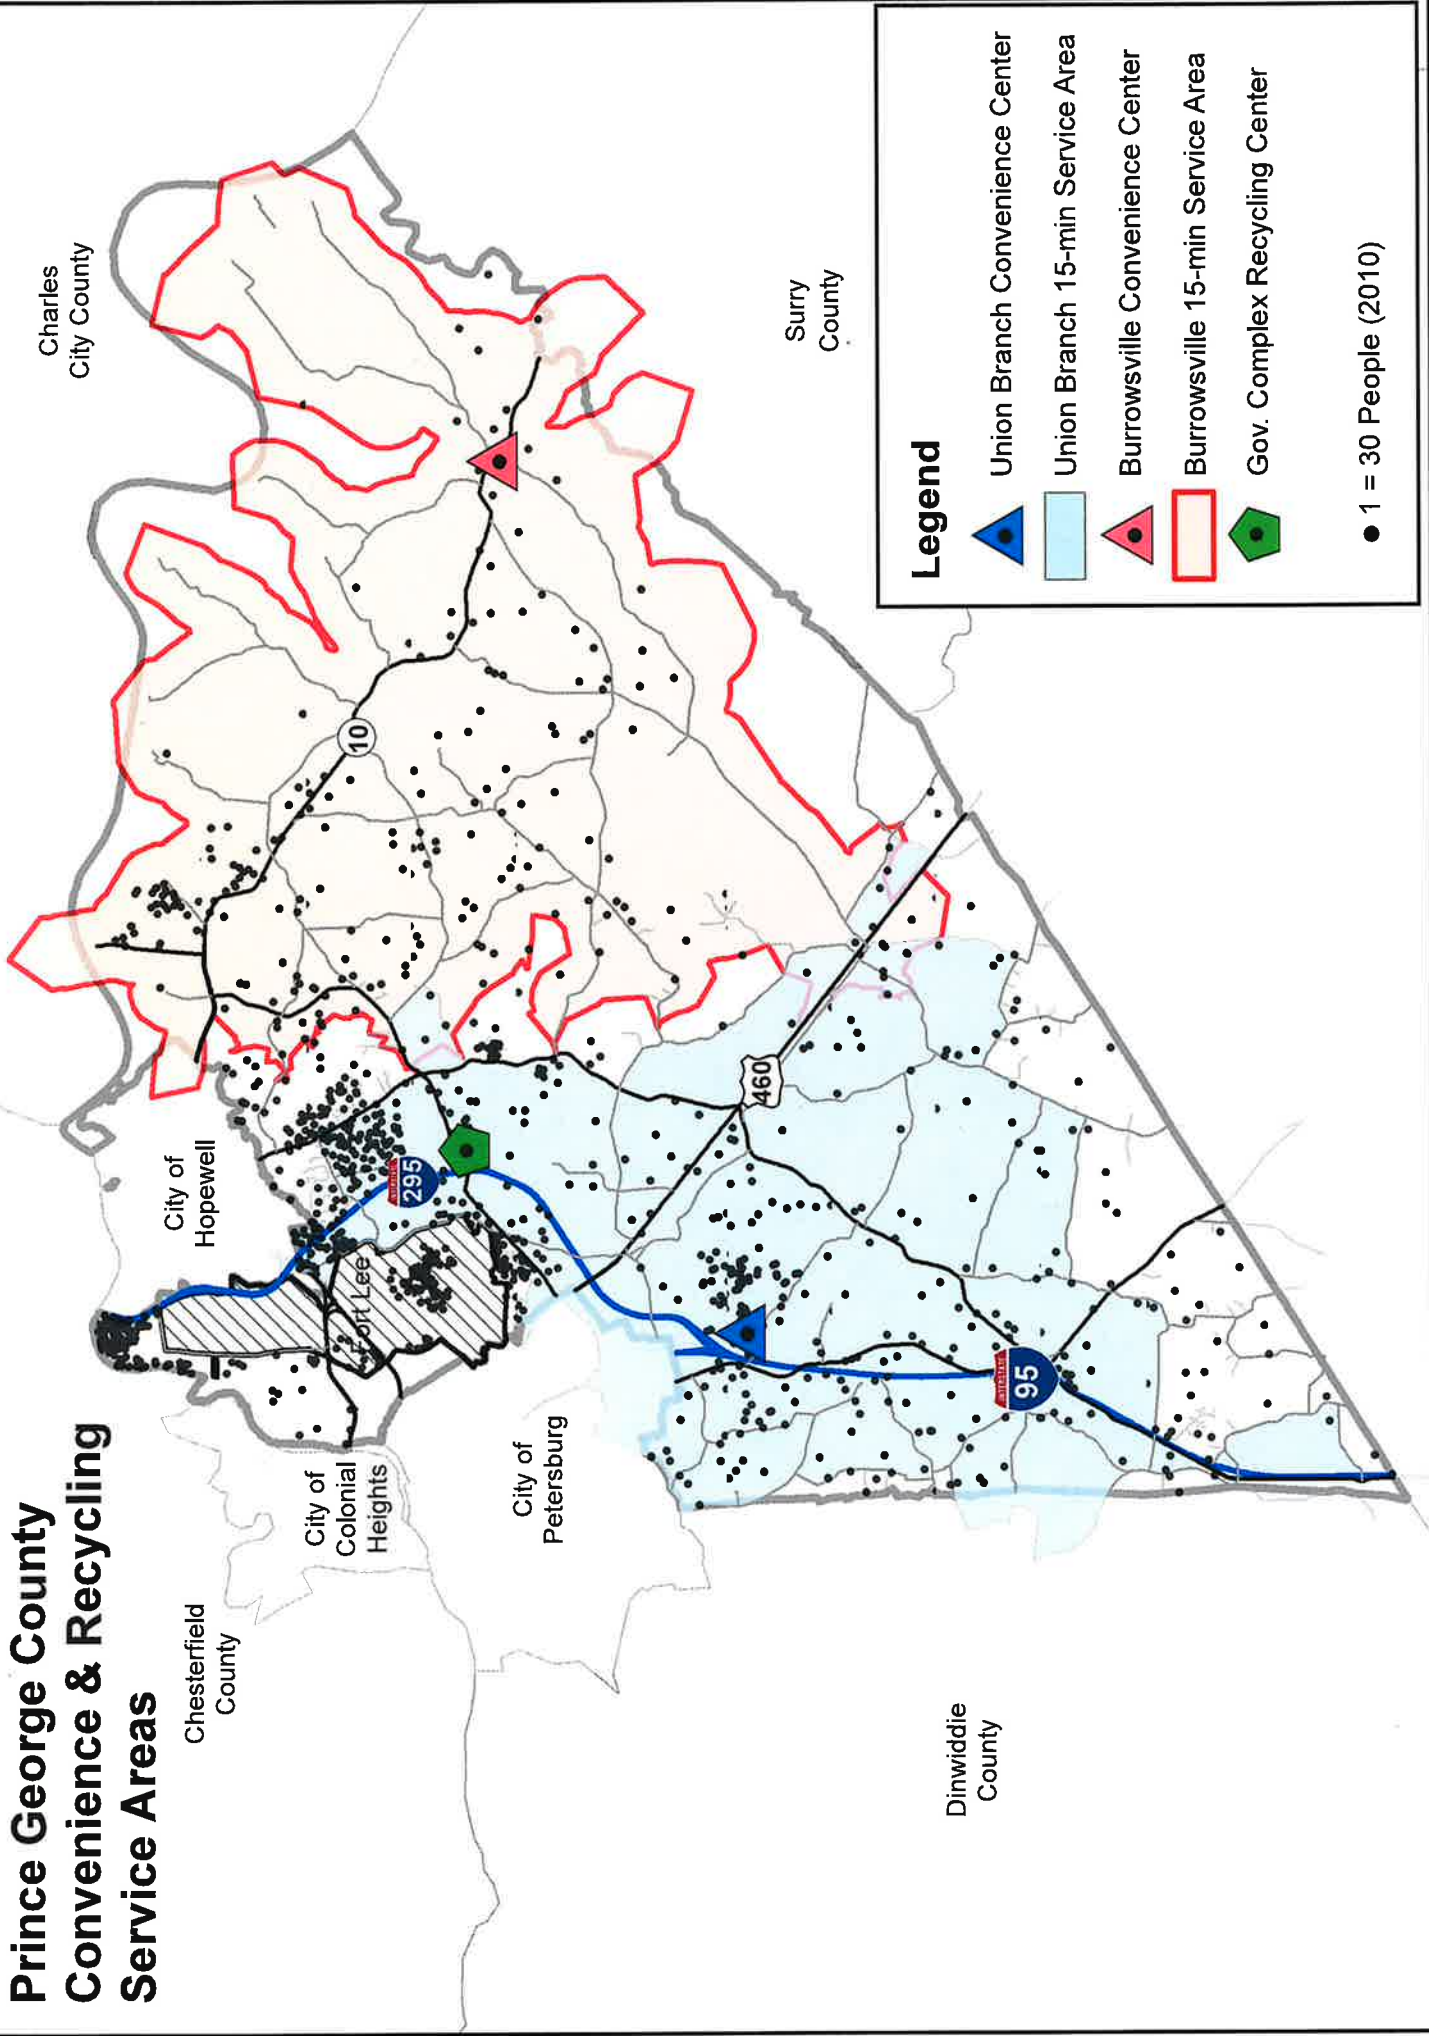 Prince George County
Convenience & Recycling
Service Areas
Chesterfield
County
City of
Colonial
Heights
City of
Hopewell
Charles
City County
City of
Petersburg
Fort Lee
Dinwiddie
County
Surry
County
10
INTERSTATE
295
460
INTERSTATE
95
Legend
Union Branch Convenience Center
Union Branch 15-min Service Area
Burrowsville Convenience Center
Burrowsville 15-min Service Area
Gov. Complex Recycling Center
1 = 30 People (2010)